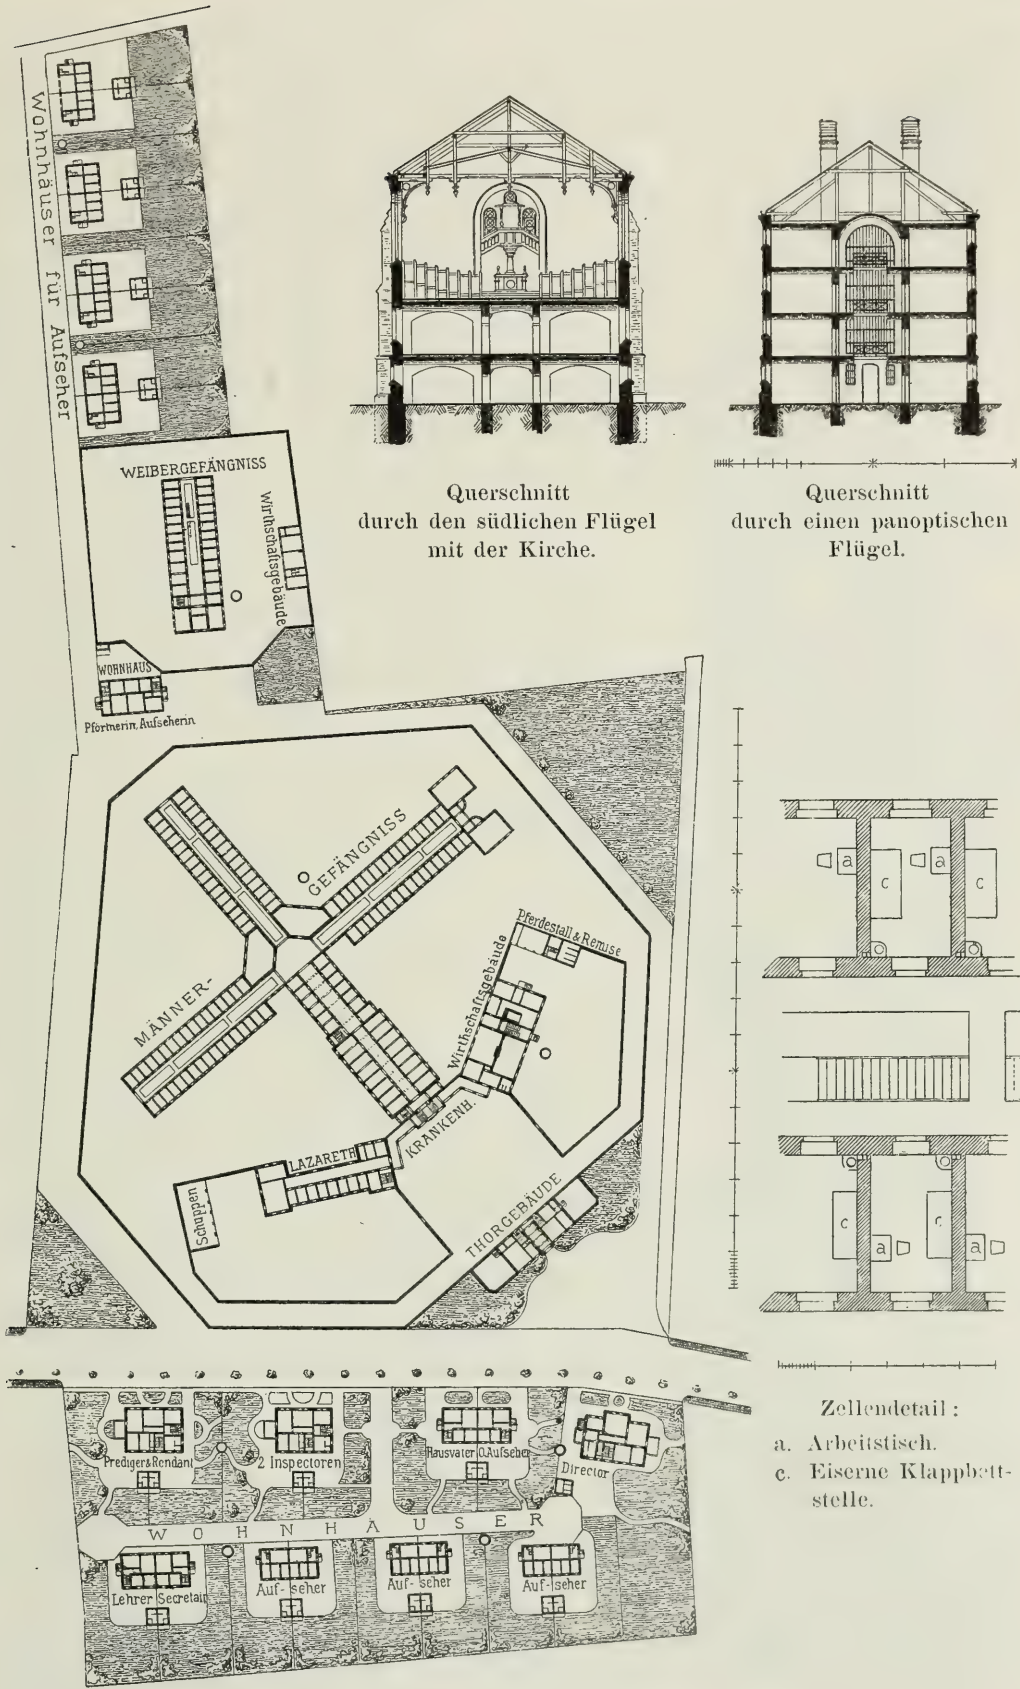 Wohnhäuser für Aufseher
WEIBERGEFÄNGNISS
Wirthschaftsgebäude
WOHNHAUS
Pförtnerin, Aufseherin
Querschnitt
durch den südlichen Flügel
mit der Kirche.
Querschnitt
durch einen panoptischen
Flügel.
MÄNNER-
GEFÄNGNISS
Pferdestall & Remise
Wirthschaftsgebäude
KRANKENH.
LAZARETH
Schuppen
THORGEBÄUDE
a
c
a
c
c
a
c
a
Zellendetail:
a. Arbeitstisch.
c. Eiserne Klappbett-
stelle.
Prediger & Rendant
2 Inspectoren
Hausvater O.Aufseher
Director
WOHNHÄUSER
Lehrer Secretair
Auf-seher
Auf-seher
Auf-seher